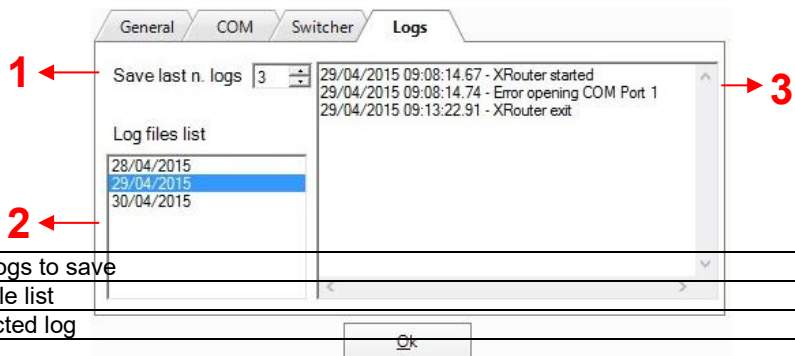 General COM Switcher Logs
1 Save last n. logs 3
29/04/2015 09:08:14.67 - XRouter started
29/04/2015 09:08:14.74 - Error opening COM Port 1
29/04/2015 09:13:22.91 - XRouter exit
3
Log files list
28/04/2015
29/04/2015
30/04/2015
2
ogs to save
le list
cted log
Ok